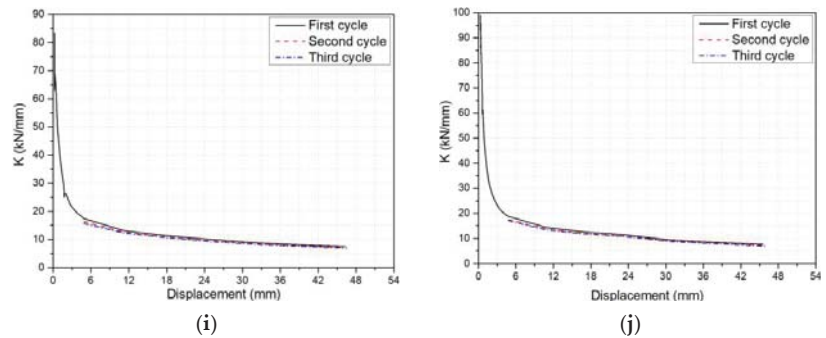 90
80
70
60
50
40
30
20
10
0
K (kN/mm)
First cycle
Second cycle
Third cycle
0 6 12 18 24 30 36 42 48 54
Displacement (mm)
(i)
100
90
80
70
60
50
40
30
20
10
0
K (kN/mm)
First cycle
Second cycle
Third cycle
0 6 12 18 24 30 36 42 48 54
Displacement (mm)
(j)